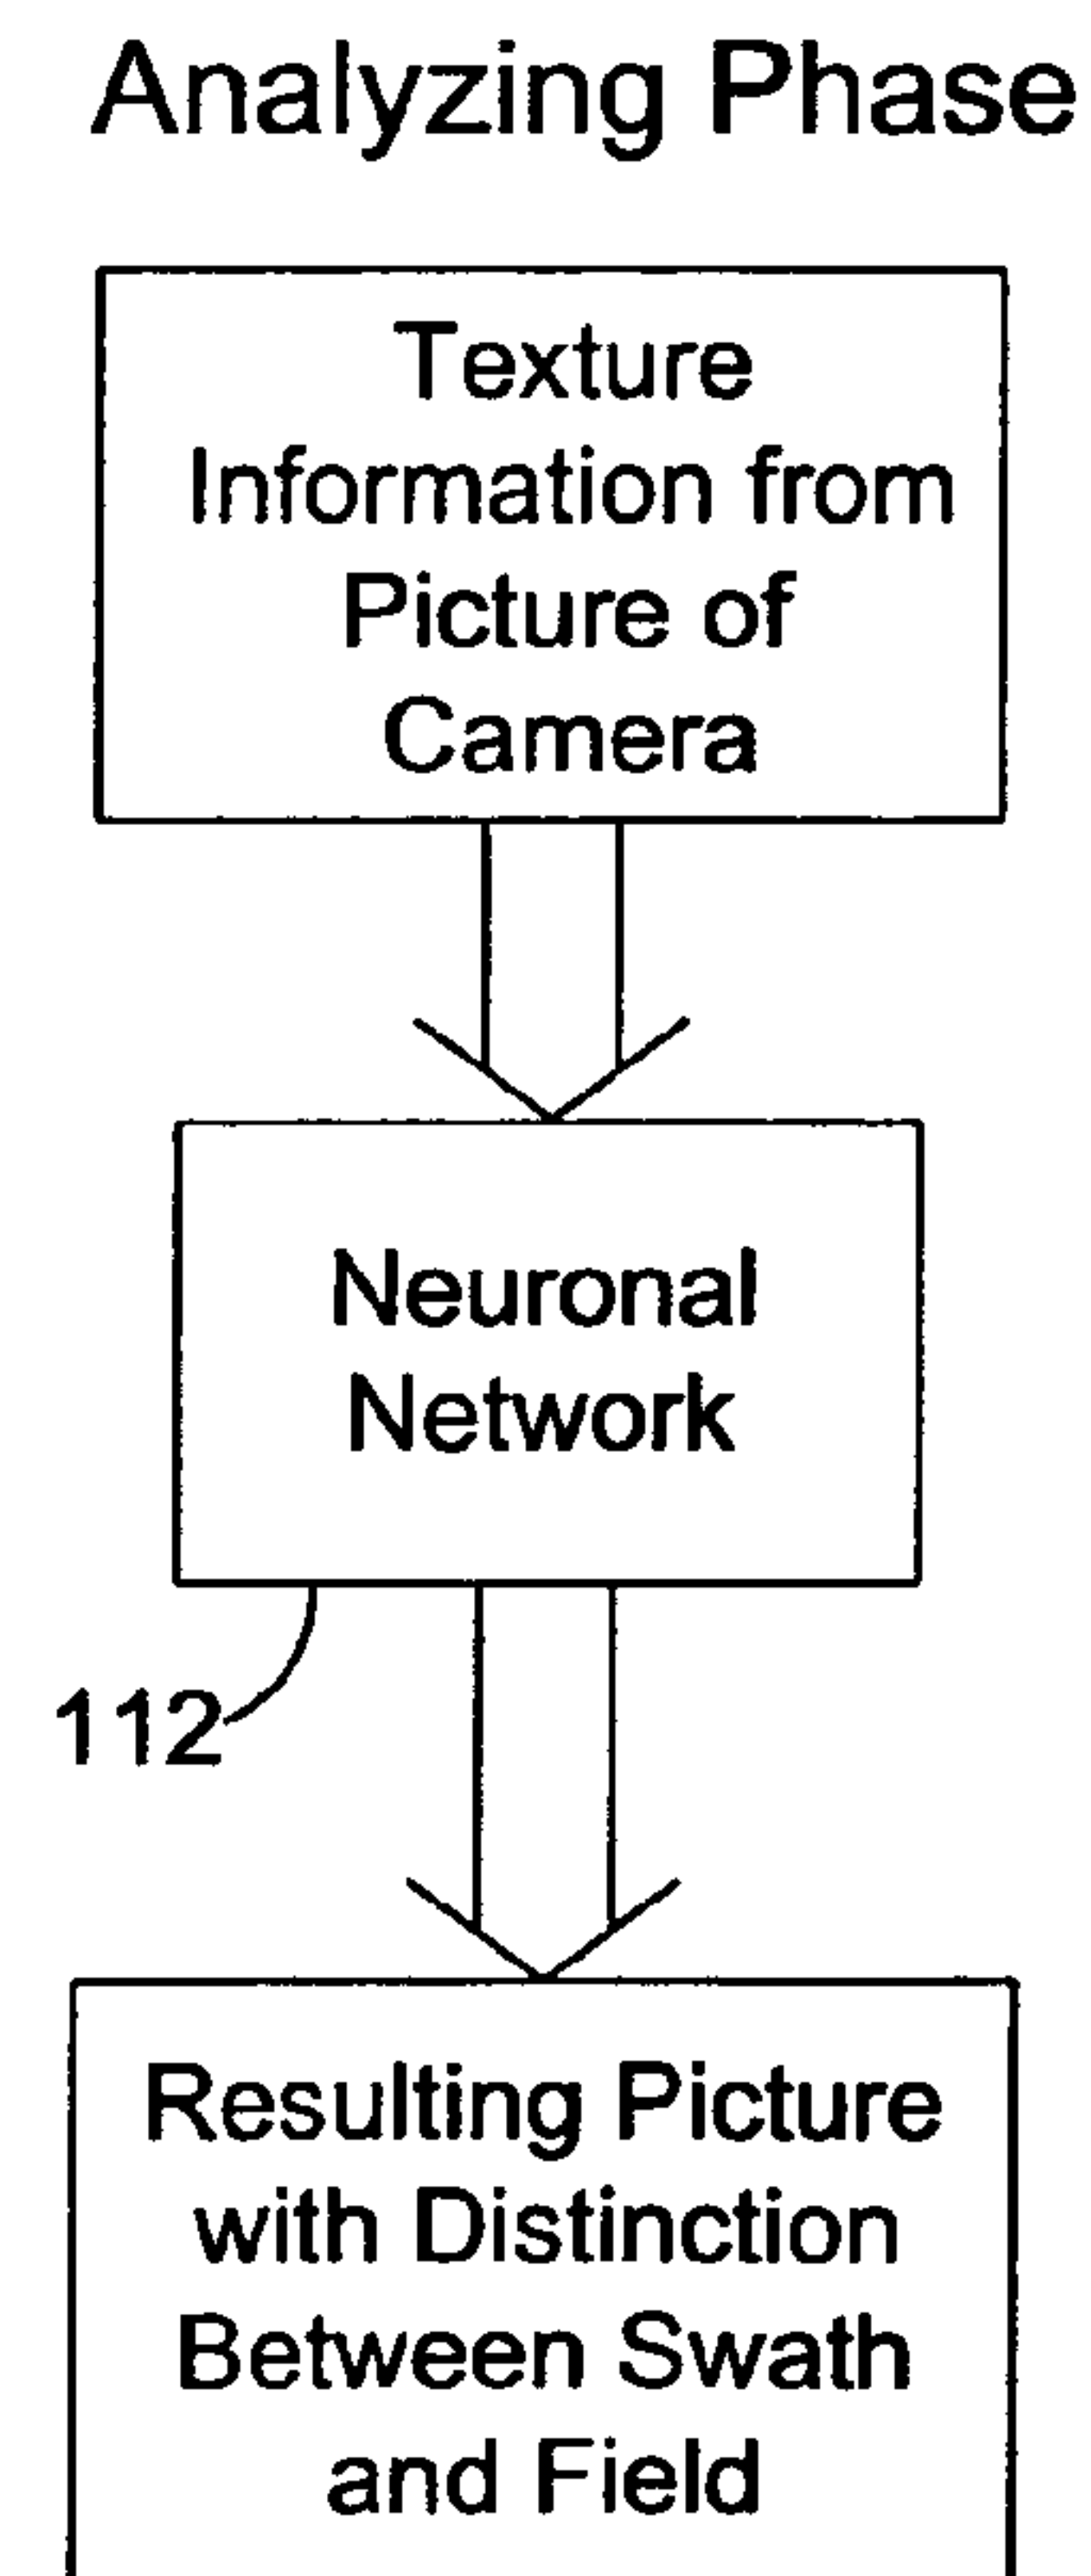 Analyzing Phase
Texture
Information from
Picture of
Camera
Neuronal
Network
112
Resulting Picture
with Distinction
Between Swath
and Field